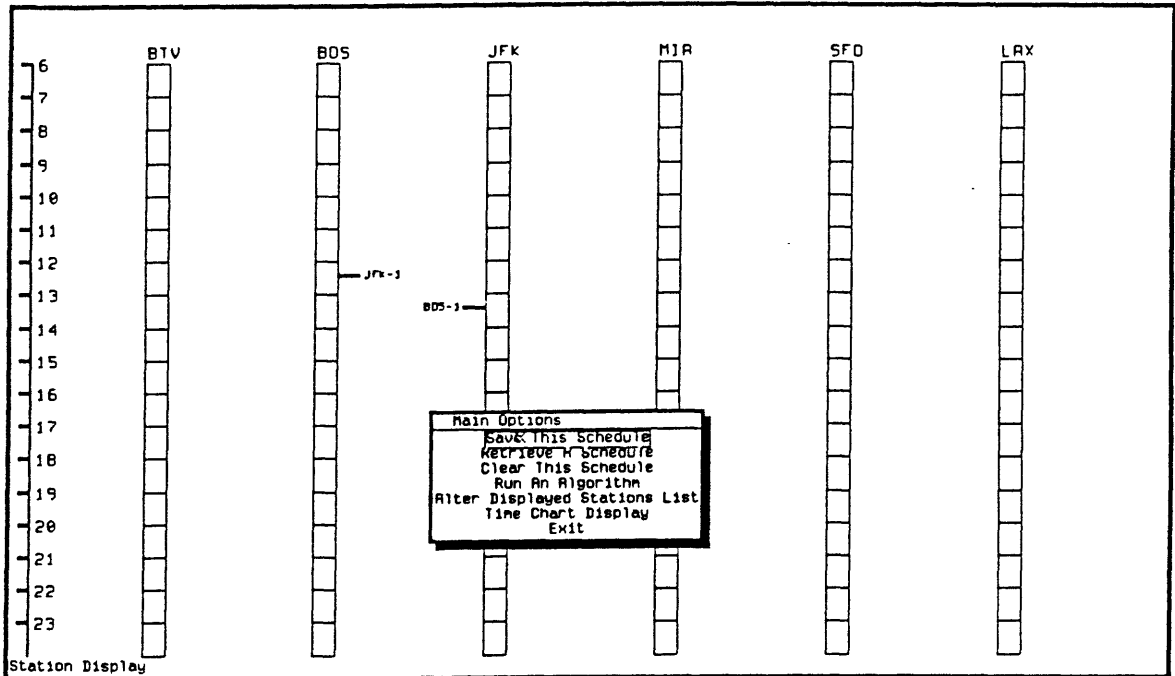 BTV BOS JFK MIA SFO LAX
6
7
8
9
10
11
12
JFK-1
13
BOS-1
14
15
16
17
18
19
20
21
22
23
Main Options
Save This Schedule
Retrieve A Schedule
Clear This Schedule
Run An Algorithm
Alter Displayed Stations List
Time Chart Display
Exit
Station Display